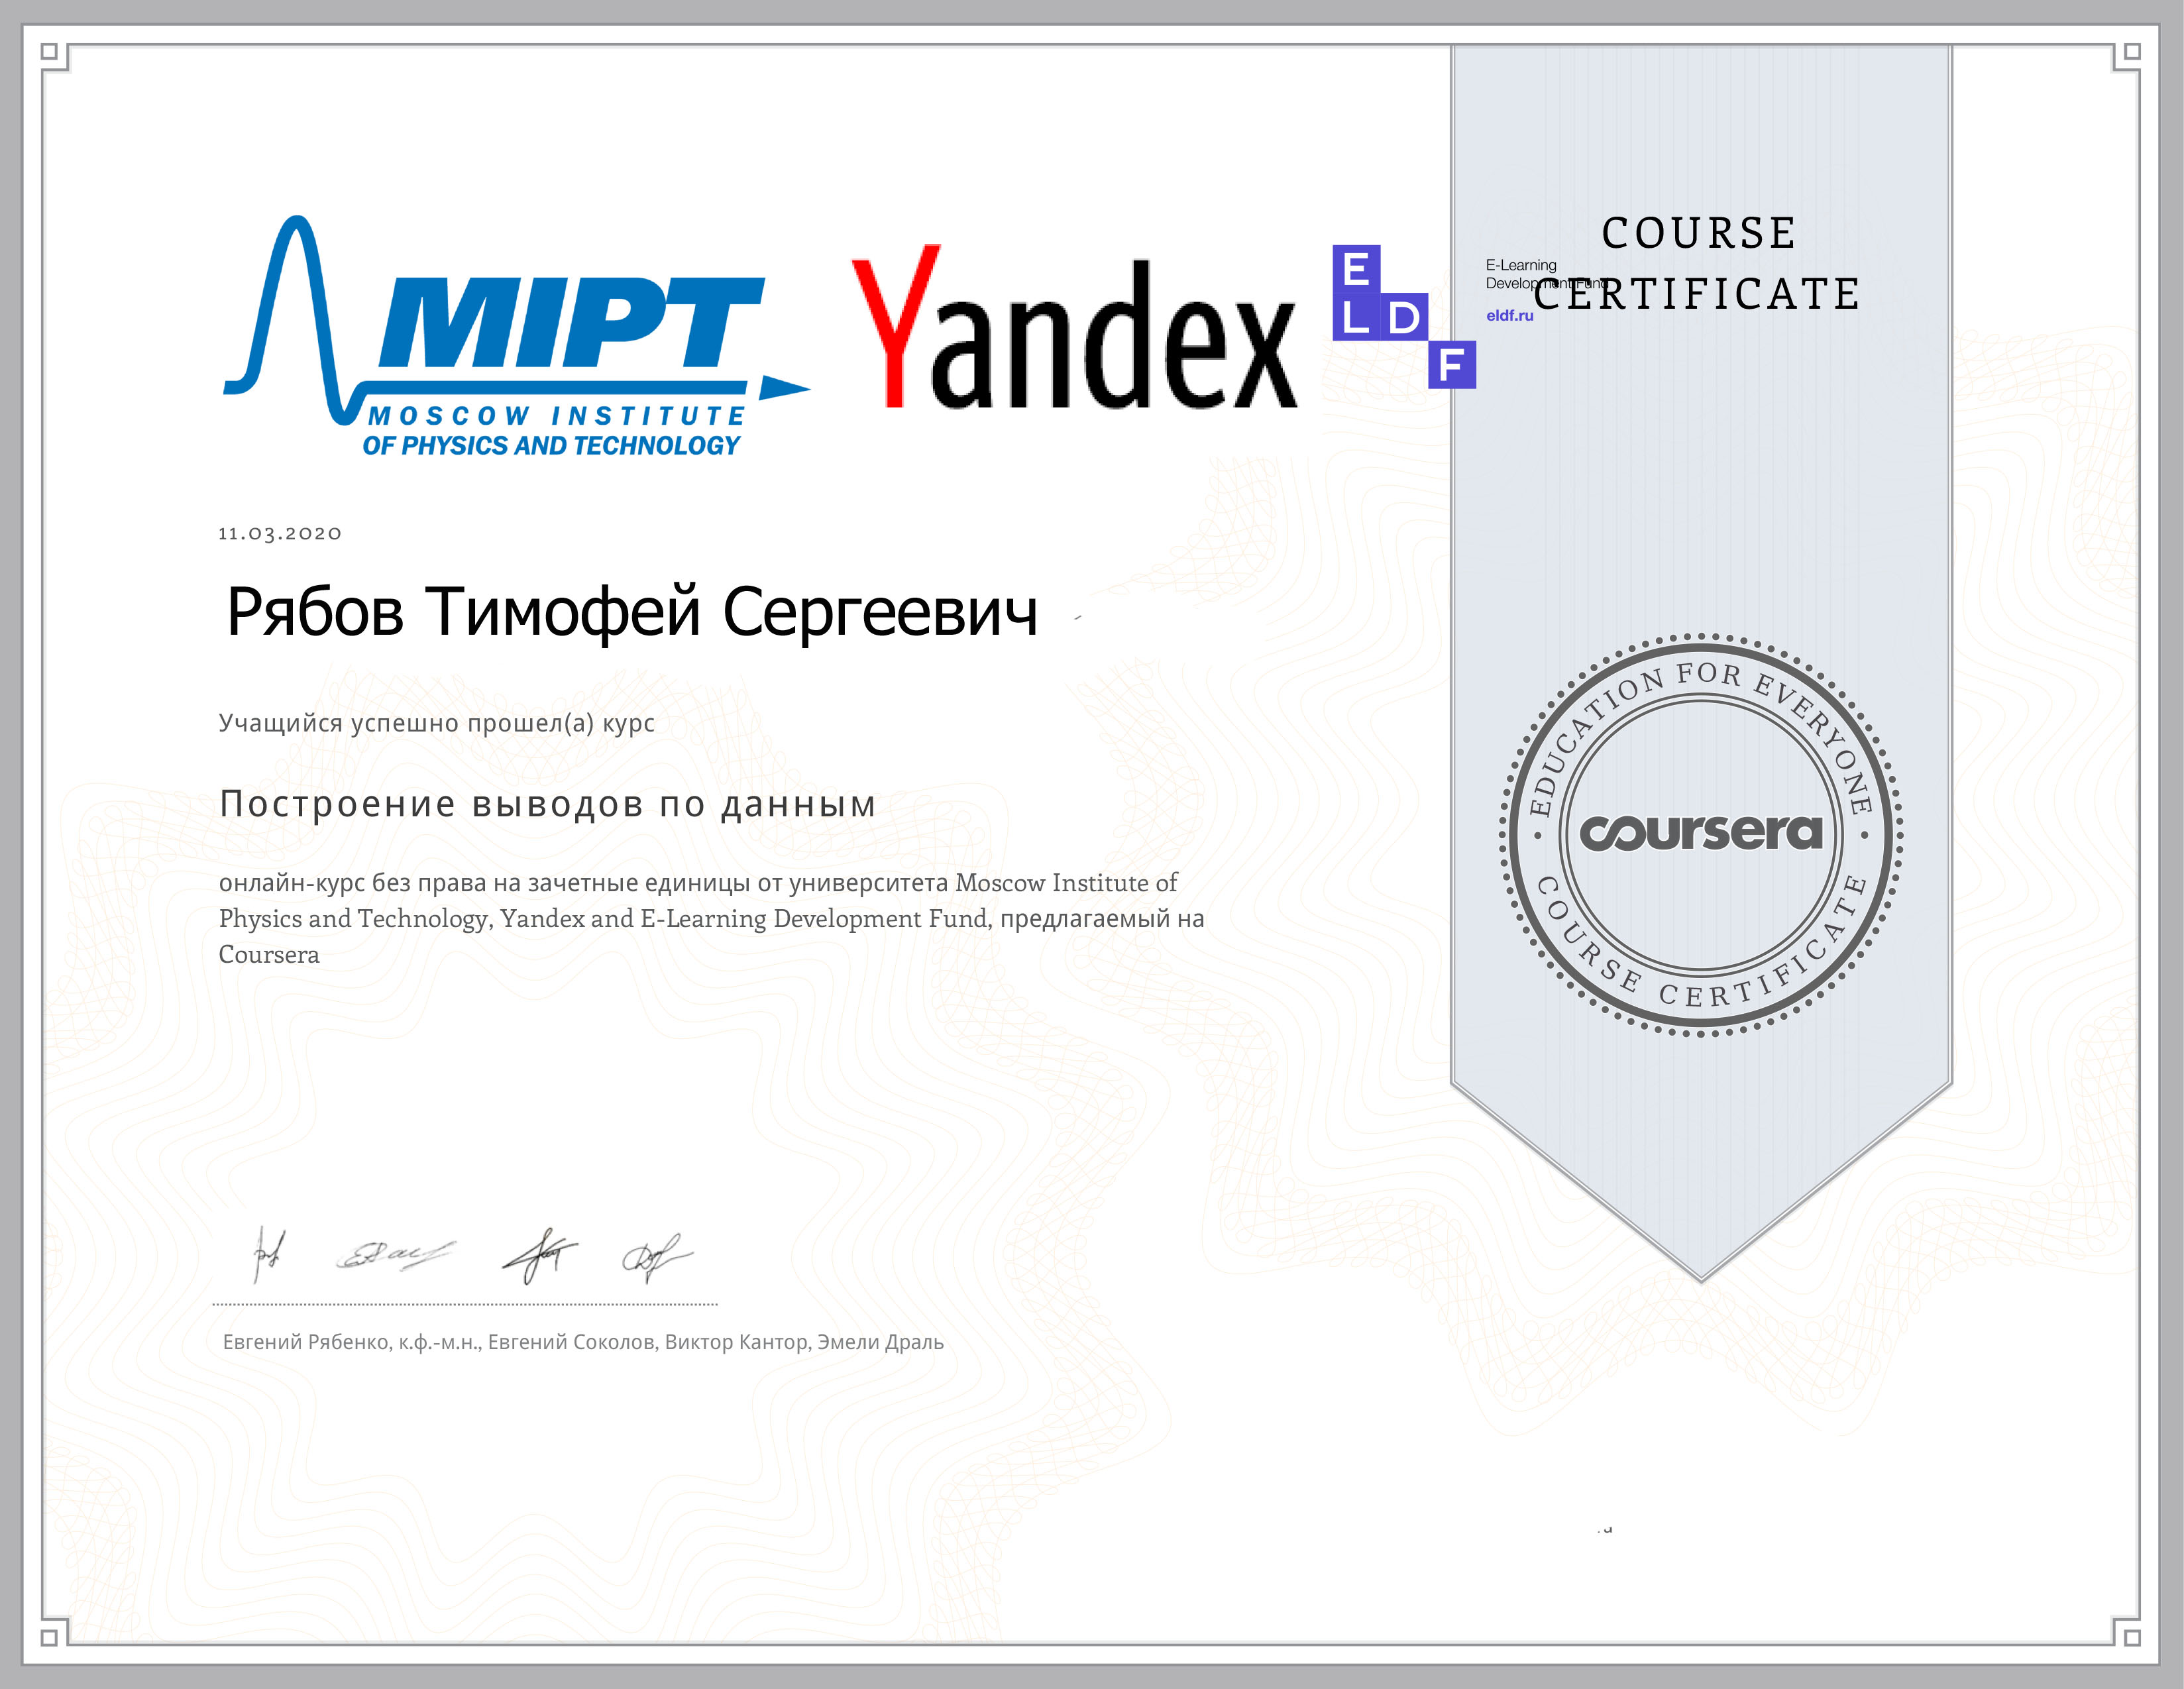 MIPT
MOSCOW INSTITUTE
OF PHYSICS AND TECHNOLOGY
Yandex
E
L D
F
E-Learning
Development Fund
eldf.ru
COURSE
CERTIFICATE
11.03.2020
Рябов Тимофей Сергеевич
Учащийся успешно прошел(а) курс
Построение выводов по данным
онлайн-курс без права на зачетные единицы от университета Moscow Institute of
Physics and Technology, Yandex and E-Learning Development Fund, предлагаемый на
Coursera
EDUCATION FOR EVERYONE
coursera
COURSE CERTIFICATE
Евгений Рябенко, к.ф.-м.н., Евгений Соколов, Виктор Кантор, Эмели Драль